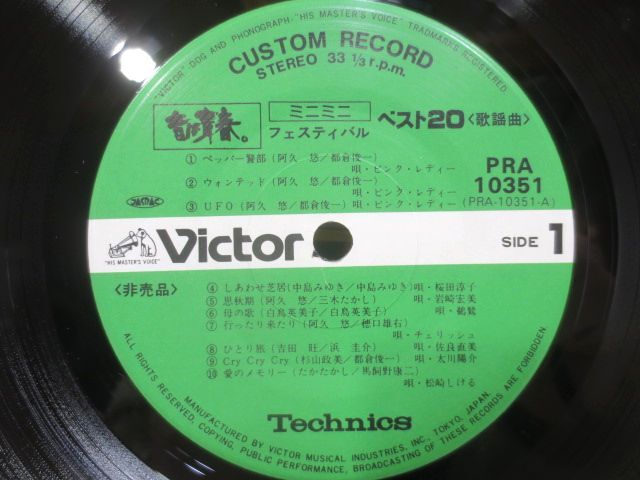 "VICTOR" DOG AND PHONOGRAPH · "HIS MASTER'S VOICE" TRADMARKS REGISTERED.
CUSTOM RECORD
STEREO 33 1/3 r.p.m.
ミニミニ
フェスティバル
ベスト20〈歌謡曲〉
① ペッパー警部（阿久 悠／都倉俊一）
唄・ピンク・レディー
② ウォンテッド（阿久 悠／都倉俊一）
唄・ピンク・レディー
③ UFO（阿久 悠／都倉俊一）
唄・ピンク・レディー
PRA
10351
(PRA-10351-A)
JASRAC
"HIS MASTER'S VOICE"
Victor
SIDE 1
〈非売品〉
④ しあわせ芝居（中島みゆき／中島みゆき）唄・桜田淳子
⑤ 思秋期（阿久 悠／三木たかし） 唄・岩崎宏美
⑥ 母の歌（白鳥英美子／白鳥英美子） 唄・鶴鷲
⑦ 行ったり来たり（阿久 悠／穂口雄右）
唄・チェリッシュ
⑧ ひとり旅（吉田 旺／浜 圭介） 唄・佐良直美
⑨ Cry Cry Cry（杉山政美／都倉俊一）唄・太川陽介
⑩ 愛のメモリー（たかたかし／馬飼野康二）
唄・松崎しげる
Technics
ALL RIGHTS RESERVED, COPYING, PUBLIC PERFORMANCE, BROADCASTING OF THESE RECORDS ARE FORBIDDEN.
MANUFACTURED BY VICTOR MUSICAL INDUSTRIES, INC., TOKYO, JAPAN.